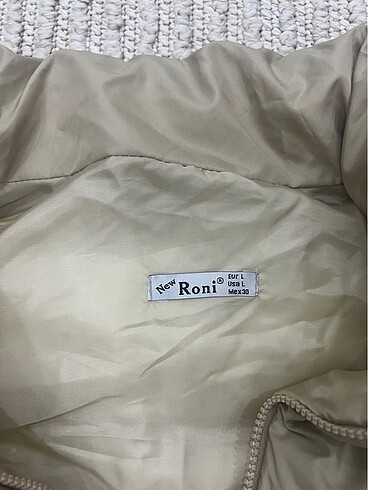 New Roni®
Eur L
Usa L
Mex30